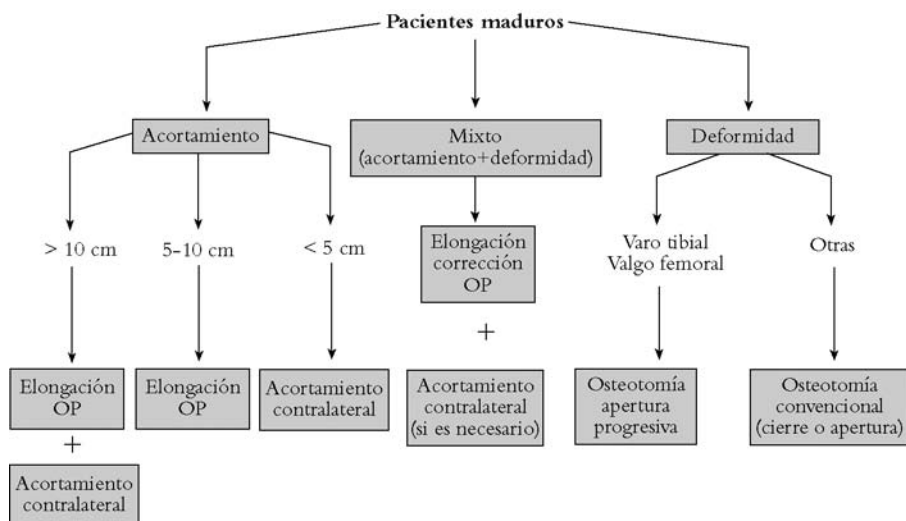 Pacientes maduros
Acortamiento
Mixto
(acortamiento+deformidad)
Deformidad
> 10 cm
5-10 cm
< 5 cm
Elongación
corrección
OP
Varo tibial
Valgo femoral
Otras
+
Elongación
OP
Elongación
OP
Acortamiento
contralateral
Acortamiento
contralateral
(si es necesario)
Osteotomía
apertura
progresiva
Osteotomía
convencional
(cierre o apertura)
+
Acortamiento
contralateral